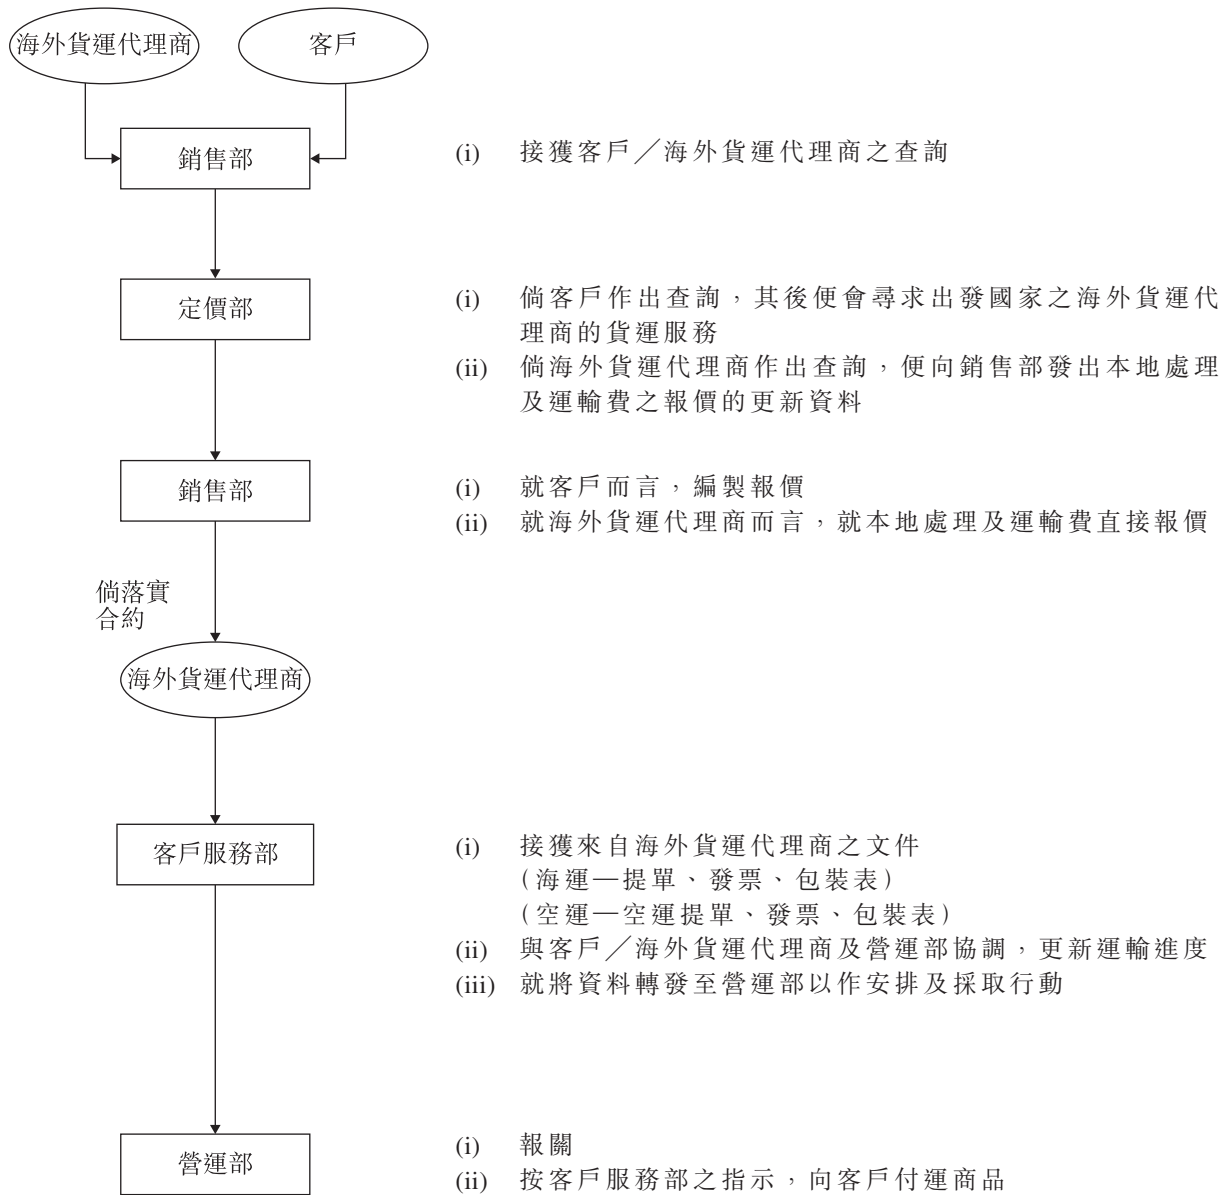 海外貨運代理商
客戶
銷售部
(i) 接獲客戶／海外貨運代理商之查詢
定價部
(i) 倘客戶作出查詢，其後便會尋求出發國家之海外貨運代
理商的貨運服務
(ii) 倘海外貨運代理商作出查詢，便向銷售部發出本地處理
及運輸費之報價的更新資料
銷售部
(i) 就客戶而言，編製報價
(ii) 就海外貨運代理商而言，就本地處理及運輸費直接報價
倘落實
合約
海外貨運代理商
客戶服務部
(i) 接獲來自海外貨運代理商之文件
(海運—提單、發票、包裝表)
(空運—空運提單、發票、包裝表)
(ii) 與客戶／海外貨運代理商及營運部協調，更新運輸進度
(iii) 就將資料轉發至營運部以作安排及採取行動
營運部
(i) 報關
(ii) 按客戶服務部之指示，向客戶付運商品